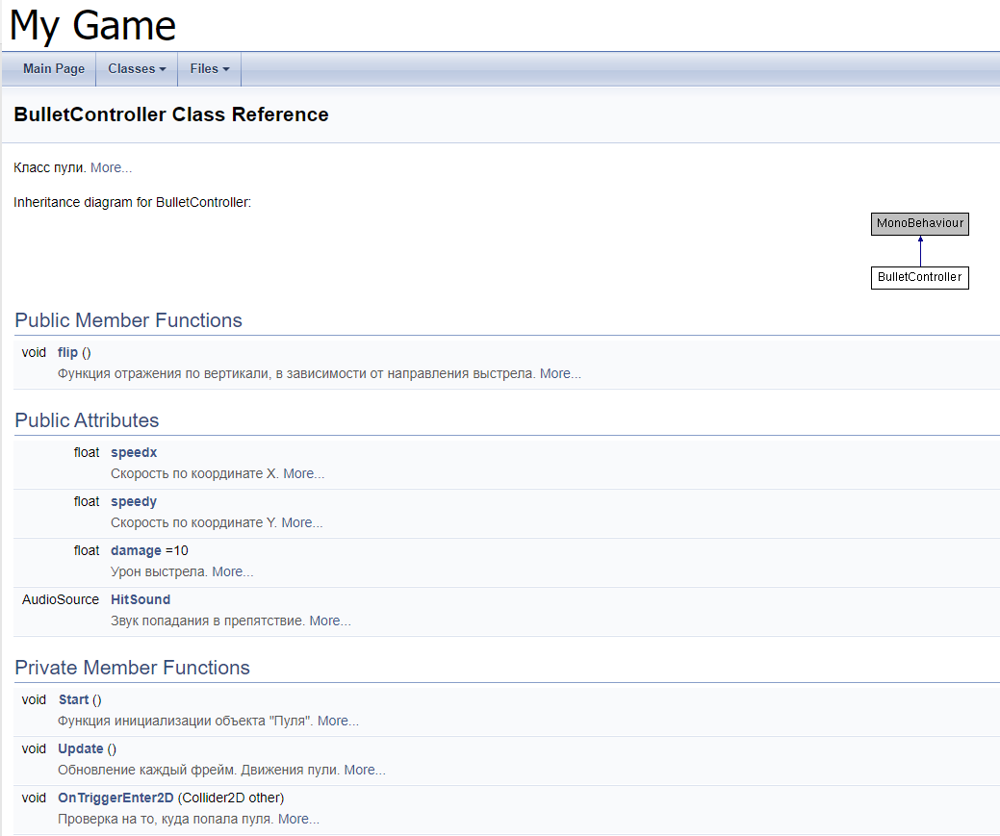 My Game
Main Page Classes Files
BulletController Class Reference
Класс пули. More...
Inheritance diagram for BulletController:
MonoBehaviour
BulletController
Public Member Functions
void flip ()
Функция отражения по вертикали, в зависимости от направления выстрела. More...
Public Attributes
float speedx
Скорость по координате X. More...
float speedy
Скорость по координате Y. More...
float damage =10
Урон выстрела. More...
AudioSource HitSound
Звук попадания в препятствие. More...
Private Member Functions
void Start ()
Функция инициализации объекта "Пуля". More...
void Update ()
Обновление каждый фрейм. Движения пули. More...
void OnTriggerEnter2D (Collider2D other)
Проверка на то, куда попала пуля. More...